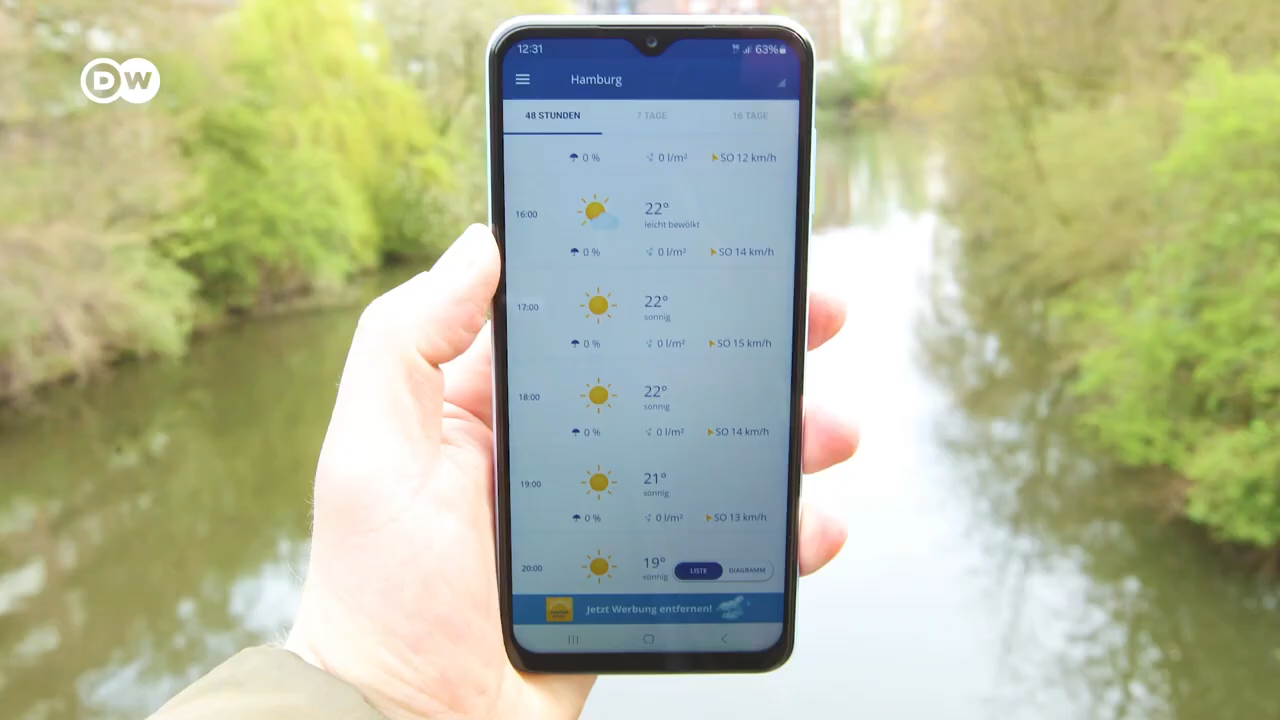 DW
12:31 5G 63%
Hamburg
48 STUNDEN 7 TAGE 16 TAGE
0 % 0 l/m² SO 12 km/h
16:00 22°
leicht bewölkt
0 % 0 l/m² SO 14 km/h
17:00 22°
sonnig
0 % 0 l/m² SO 15 km/h
18:00 22°
sonnig
0 % 0 l/m² SO 14 km/h
19:00 21°
sonnig
0 % 0 l/m² SO 13 km/h
20:00 19°
sonnig
LISTE DIAGRAMM
Jetzt Werbung entfernen!